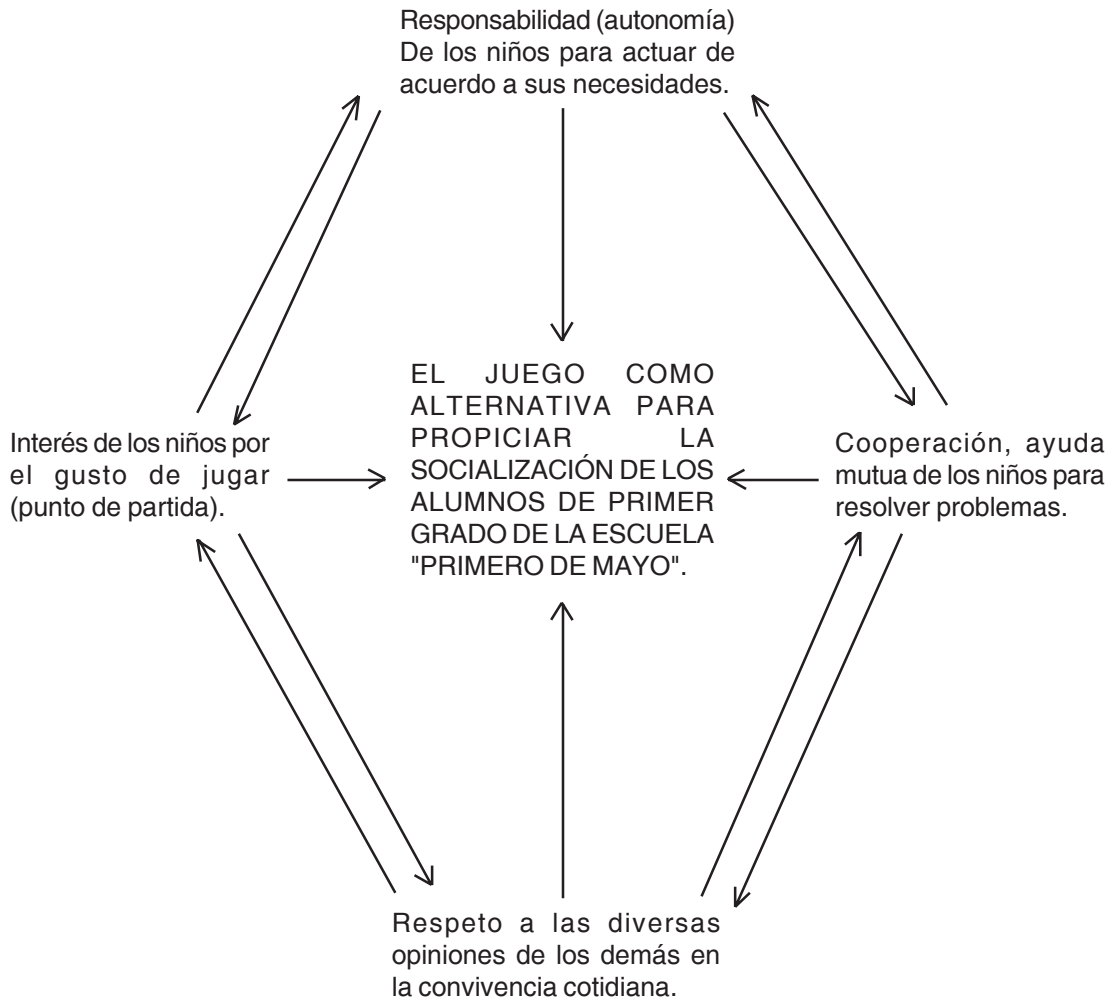 Responsabilidad (autonomía)
De los niños para actuar de
acuerdo a sus necesidades.
EL JUEGO COMO
ALTERNATIVA PARA
PROPICIAR LA
SOCIALIZACIÓN DE LOS
ALUMNOS DE PRIMER
GRADO DE LA ESCUELA
"PRIMERO DE MAYO".
Interés de los niños por
el gusto de jugar
(punto de partida).
Cooperación, ayuda
mutua de los niños para
resolver problemas.
Respeto a las diversas
opiniones de los demás en
la convivencia cotidiana.